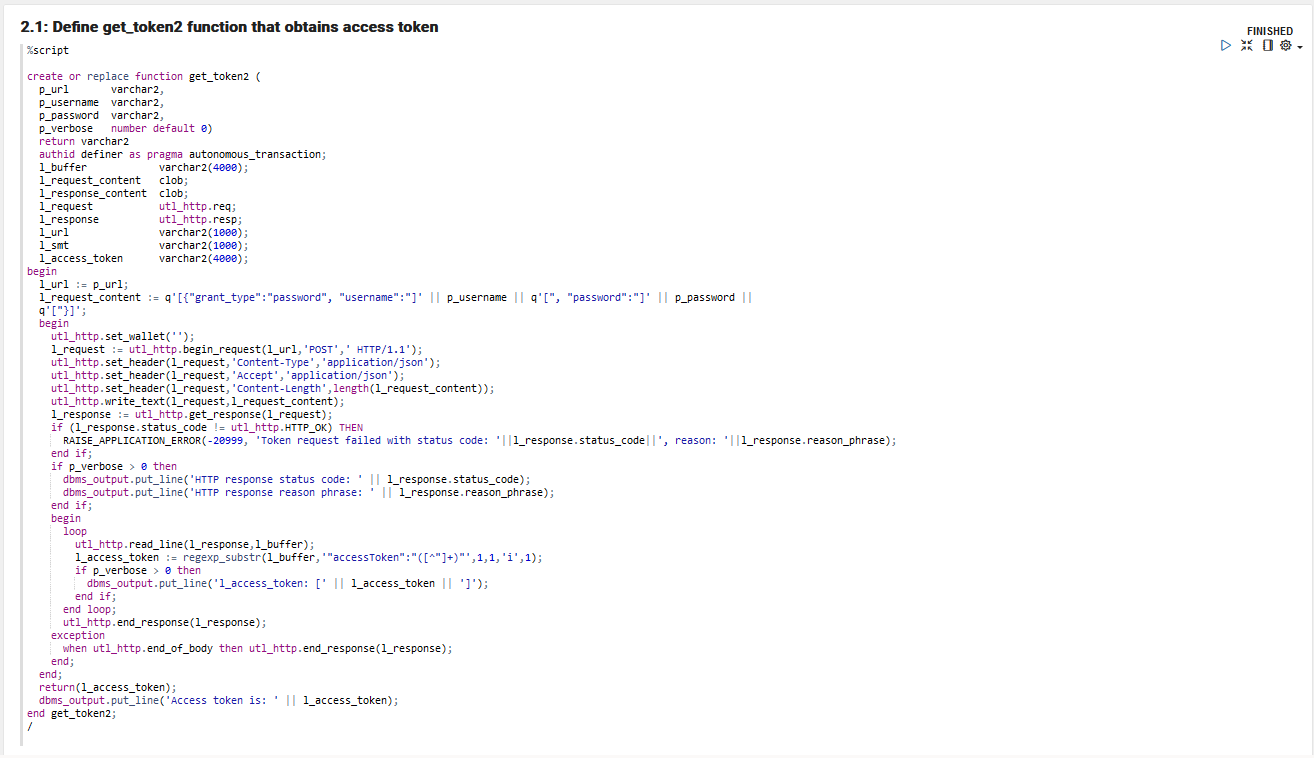 2.1: Define get_token2 function that obtains access token
FINISHED
%script
create or replace function get_token2 (
  p_url       varchar2,
  p_username  varchar2,
  p_password  varchar2,
  p_verbose   number default 0)
  return varchar2
  authid definer as pragma autonomous_transaction;
  l_buffer            varchar2(4000);
  l_request_content   clob;
  l_response_content  clob;
  l_request           utl_http.req;
  l_response          utl_http.resp;
  l_url               varchar2(1000);
  l_smt               varchar2(1000);
  l_access_token      varchar2(4000);
begin
  l_url := p_url;
  l_request_content := q'[{"grant_type":"password", "username":"]' || p_username || q'[", "password":"]' || p_password ||
  q'["}]';
  begin
    utl_http.set_wallet('');
    l_request := utl_http.begin_request(l_url,'POST',' HTTP/1.1');
    utl_http.set_header(l_request,'Content-Type','application/json');
    utl_http.set_header(l_request,'Accept','application/json');
    utl_http.set_header(l_request,'Content-Length',length(l_request_content));
    utl_http.write_text(l_request,l_request_content);
    l_response := utl_http.get_response(l_request);
    if (l_response.status_code != utl_http.HTTP_OK) THEN
      RAISE_APPLICATION_ERROR(-20999, 'Token request failed with status code: '||l_response.status_code||', reason: '||l_response.reason_phrase);
    end if;
    if p_verbose > 0 then
      dbms_output.put_line('HTTP response status code: ' || l_response.status_code);
      dbms_output.put_line('HTTP response reason phrase: ' || l_response.reason_phrase);
    end if;
    begin
      loop
        utl_http.read_line(l_response,l_buffer);
        l_access_token := regexp_substr(l_buffer,'"accessToken":"([^"]+)"',1,1,'i',1);
        if p_verbose > 0 then
          dbms_output.put_line('l_access_token: [' || l_access_token || ']');
        end if;
      end loop;
      utl_http.end_response(l_response);
    exception
      when utl_http.end_of_body then utl_http.end_response(l_response);
    end;
  end;
  return(l_access_token);
  dbms_output.put_line('Access token is: ' || l_access_token);
end get_token2;
/